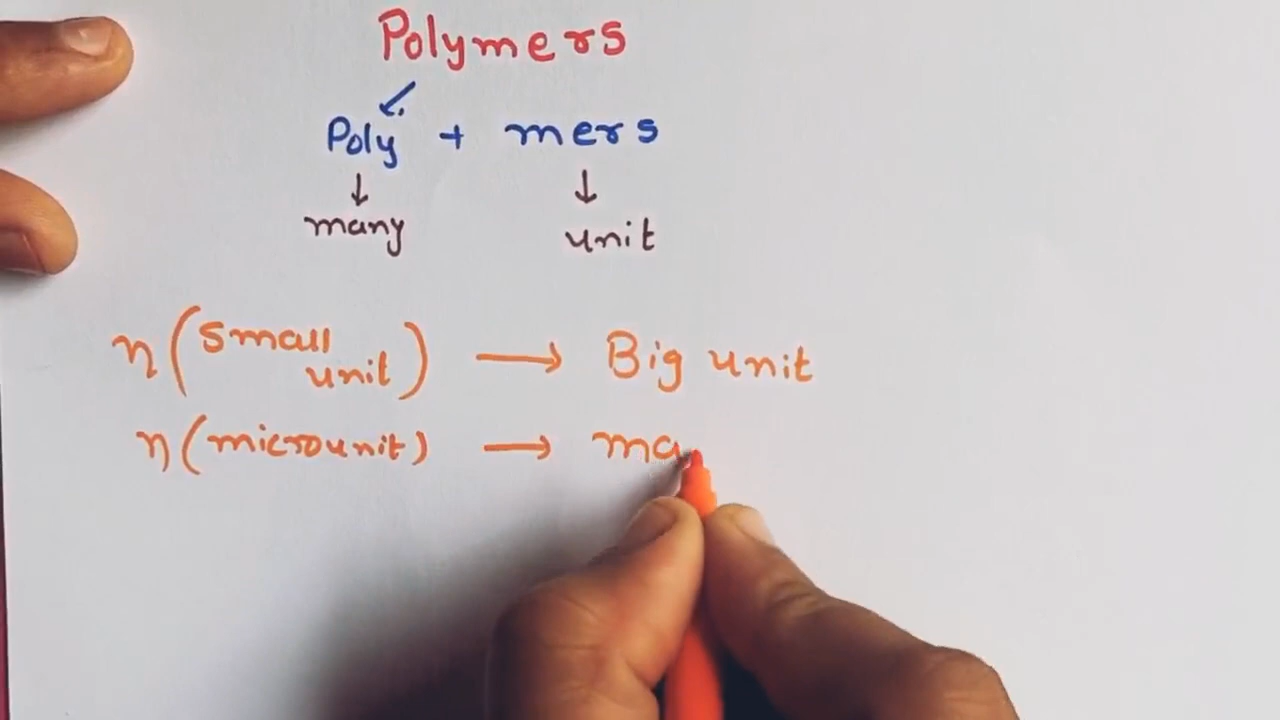 Polymers
Poly + mers
many unit
n(small unit) → Big unit
n(microunit) → ma